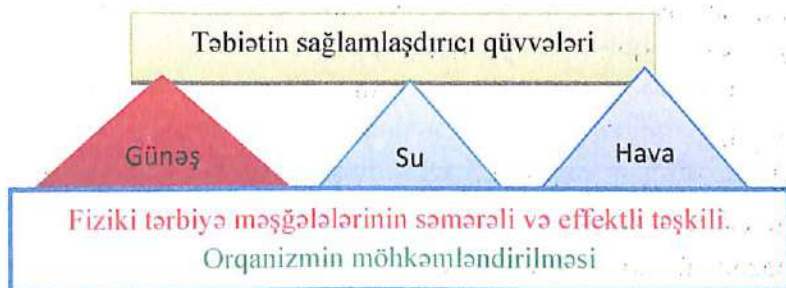 Təbiətin sağlamlaşdırıcı qüvvələri
Günəş
Su
Hava
Fiziki tərbiyə məşğələlərinin səmərəli və effektli təşkili.
Orqanizmin möhkəmləndirilməsi